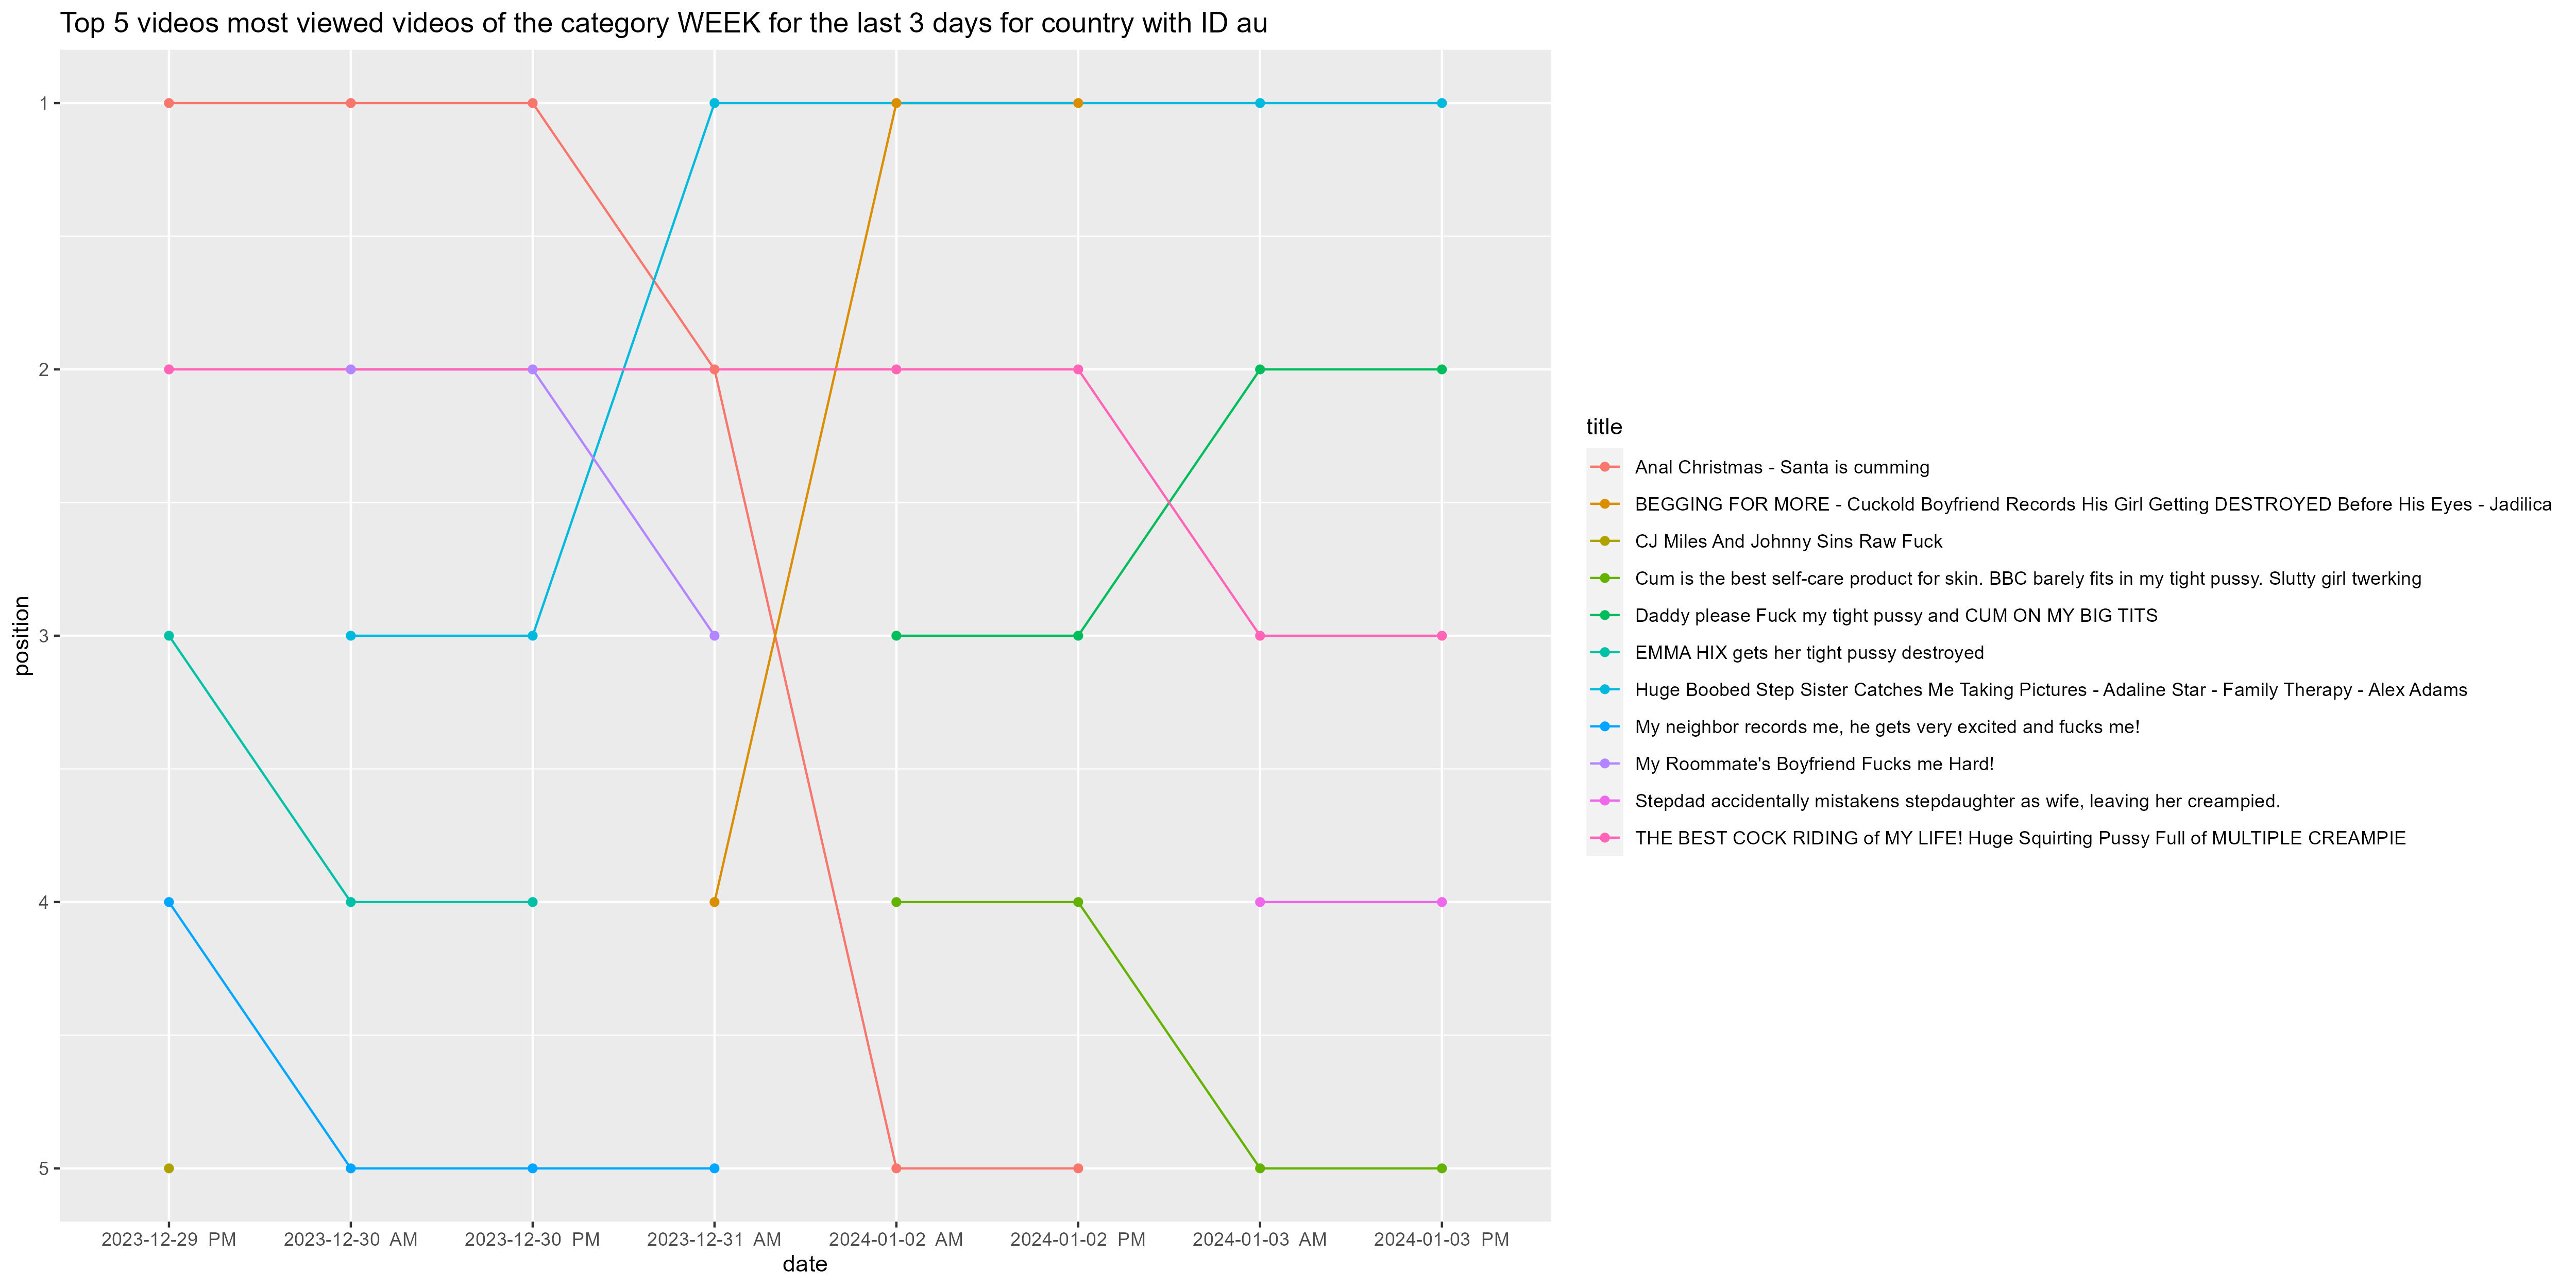 Top 5 videos most viewed videos of the category WEEK for the last 3 days for country with ID au
position
1
2
3
4
5
2023-12-29 PM
2023-12-30 AM
2023-12-30 PM
2023-12-31 AM
2024-01-02 AM
2024-01-02 PM
2024-01-03 AM
2024-01-03 PM
date
title
Anal Christmas - Santa is cumming
BEGGING FOR MORE - Cuckold Boyfriend Records His Girl Getting DESTROYED Before His Eyes - Jadilica
CJ Miles And Johnny Sins Raw Fuck
Cum is the best self-care product for skin. BBC barely fits in my tight pussy. Slutty girl twerking
Daddy please Fuck my tight pussy and CUM ON MY BIG TITS
EMMA HIX gets her tight pussy destroyed
Huge Boobed Step Sister Catches Me Taking Pictures - Adaline Star - Family Therapy - Alex Adams
My neighbor records me, he gets very excited and fucks me!
My Roommate's Boyfriend Fucks me Hard!
Stepdad accidentally mistakens stepdaughter as wife, leaving her creampied.
THE BEST COCK RIDING of MY LIFE! Huge Squirting Pussy Full of MULTIPLE CREAMPIE